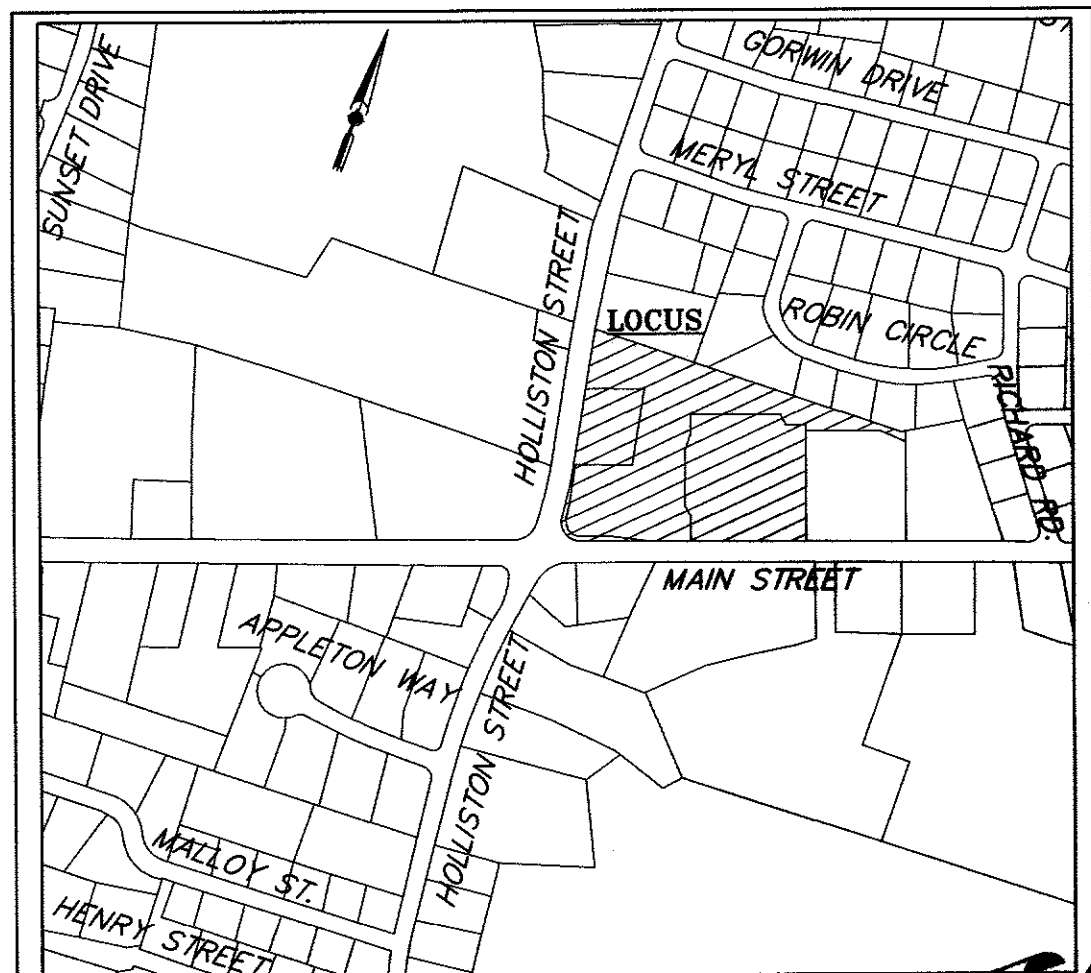 GORWIN DRIVE
SUNSET DRIVE
MERYL STREET
HOLLISTON STREET
LOCUS
ROBIN CIRCLE
RICHARD RD.
MAIN STREET
APPLETON WAY
HOLLISTON STREET
MALLOY ST.
HENRY STREET